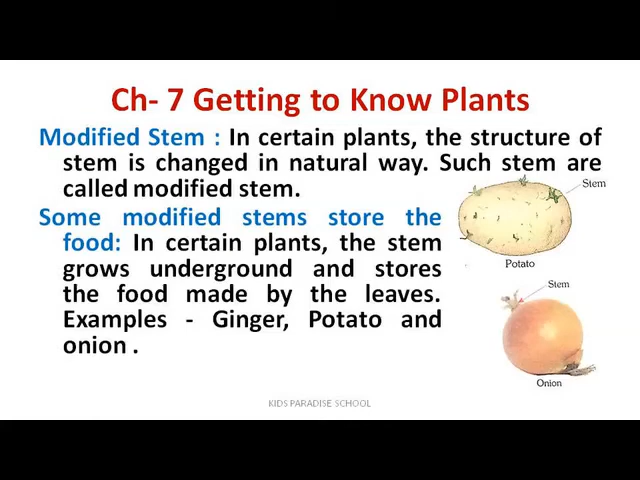 Ch- 7 Getting to Know Plants
Modified Stem : In certain plants, the structure of
stem is changed in natural way. Such stem are
called modified stem.
Stem
Some modified stems store the
food: In certain plants, the stem
grows underground and stores
the food made by the leaves.
Examples - Ginger, Potato and
onion .
Potato
Stem
Onion
KIDS PARADISE SCHOOL